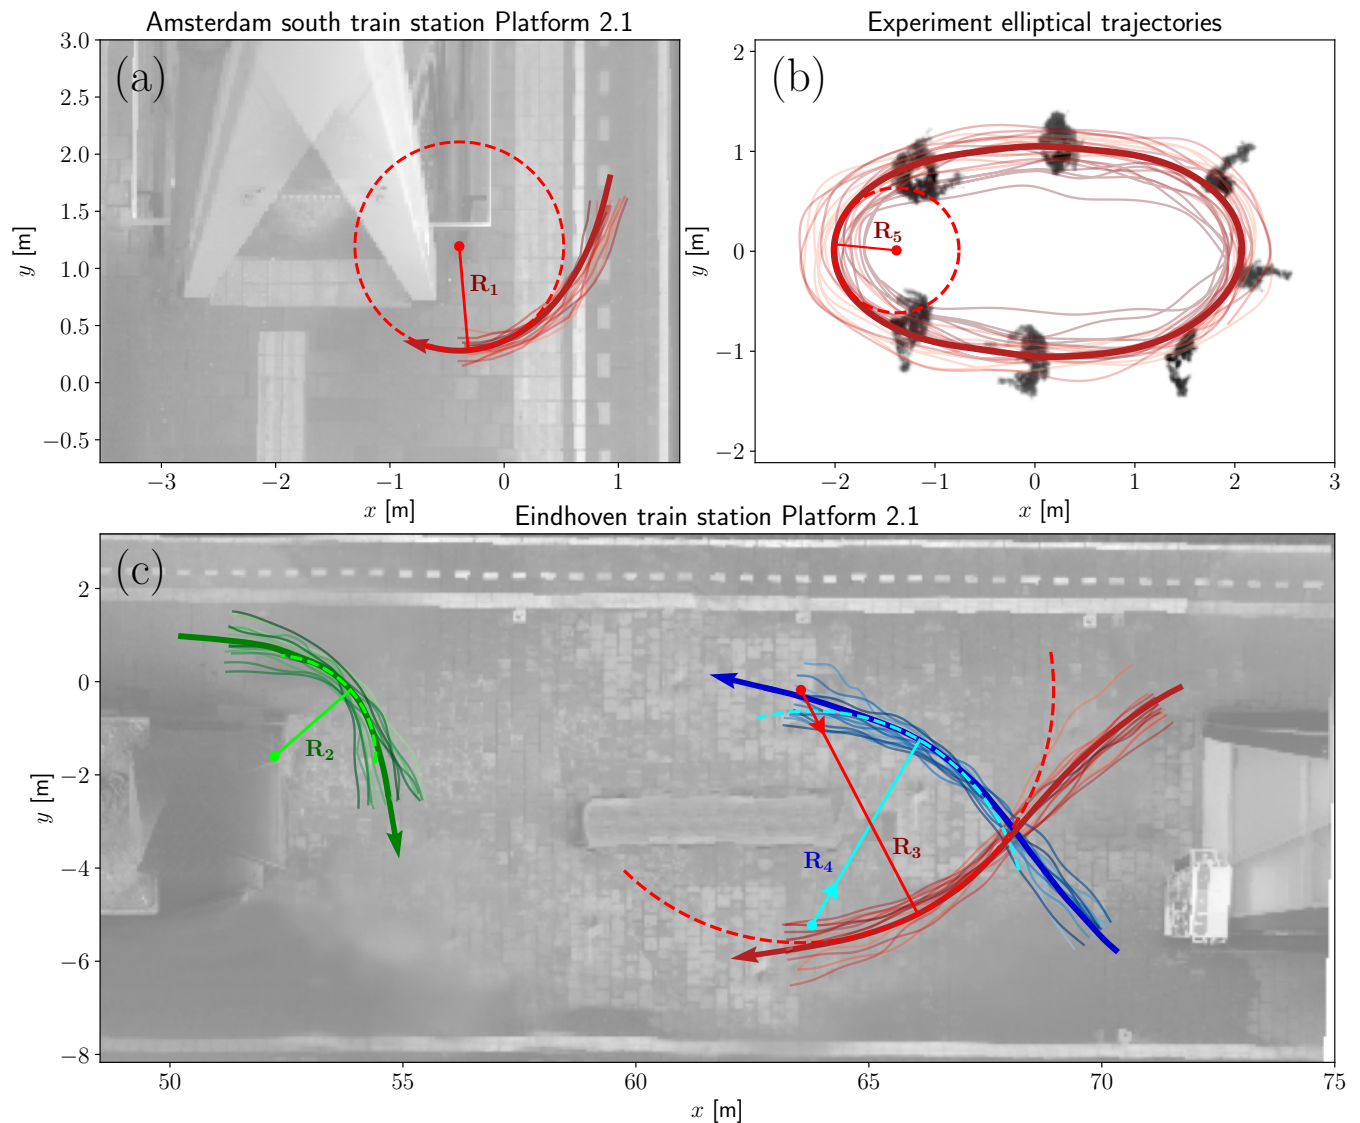 Amsterdam south train station Platform 2.1
(a)
3.0
2.5
2.0
1.5
1.0
0.5
0.0
−0.5
y [m]
R1
−3
−2
−1
0
1
x [m]
Experiment elliptical trajectories
(b)
2
1
0
−1
−2
y [m]
R5
−2
−1
0
1
2
3
x [m]
Eindhoven train station Platform 2.1
(c)
2
0
−2
−4
−6
−8
y [m]
R2
R4
R3
50
55
60
65
70
75
x [m]